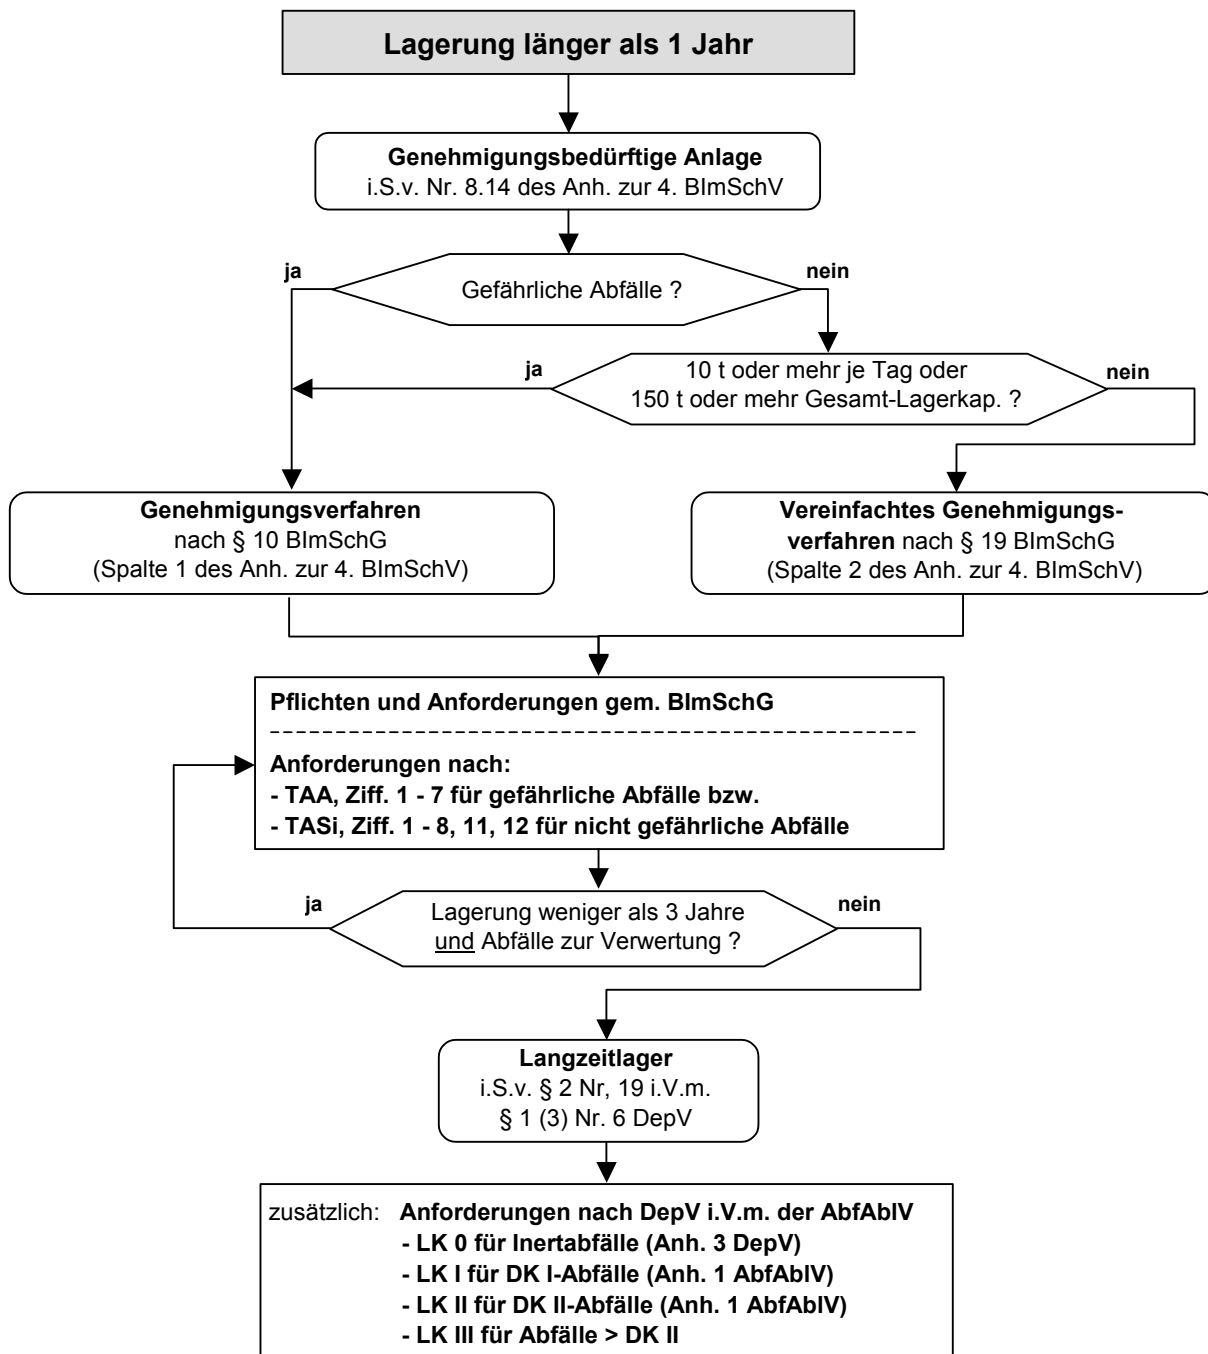 Lagerung länger als 1 Jahr
Genehmigungsbedürftige Anlage
i.S.v. Nr. 8.14 des Anh. zur 4. BImSchV
ja
nein
Gefährliche Abfälle ?
ja
10 t oder mehr je Tag oder
nein
150 t oder mehr Gesamt-Lagerkap. ?
Genehmigungsverfahren
nach § 10 BImSchG
(Spalte 1 des Anh. zur 4. BImSchV)
Vereinfachtes Genehmigungs-
verfahren nach § 19 BImSchG
(Spalte 2 des Anh. zur 4. BImSchV)
Pflichten und Anforderungen gem. BImSchG
Anforderungen nach:
- TAA, Ziff. 1 - 7 für gefährliche Abfälle bzw.
- TASi, Ziff. 1 - 8, 11, 12 für nicht gefährliche Abfälle
ja
nein
Lagerung weniger als 3 Jahre
und Abfälle zur Verwertung ?
Langzeitlager
i.S.v. § 2 Nr, 19 i.V.m.
§ 1 (3) Nr. 6 DepV
zusätzlich: Anforderungen nach DepV i.V.m. der AbfAblV
- LK 0 für Inertabfälle (Anh. 3 DepV)
- LK I für DK I-Abfälle (Anh. 1 AbfAblV)
- LK II für DK II-Abfälle (Anh. 1 AbfAblV)
- LK III für Abfälle > DK II